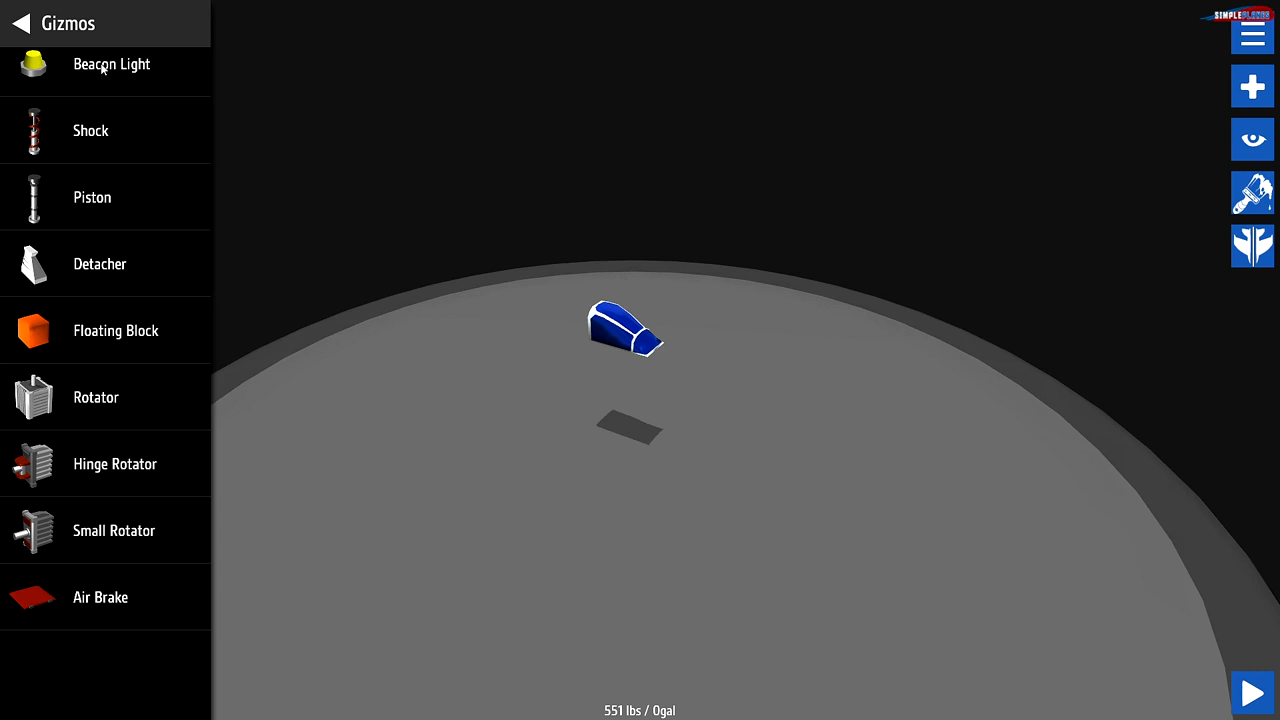 Gizmos
Beacon Light
Shock
Piston
Detacher
Floating Block
Rotator
Hinge Rotator
Small Rotator
Air Brake
SIMPLEPLANES
551 lbs / 0gal